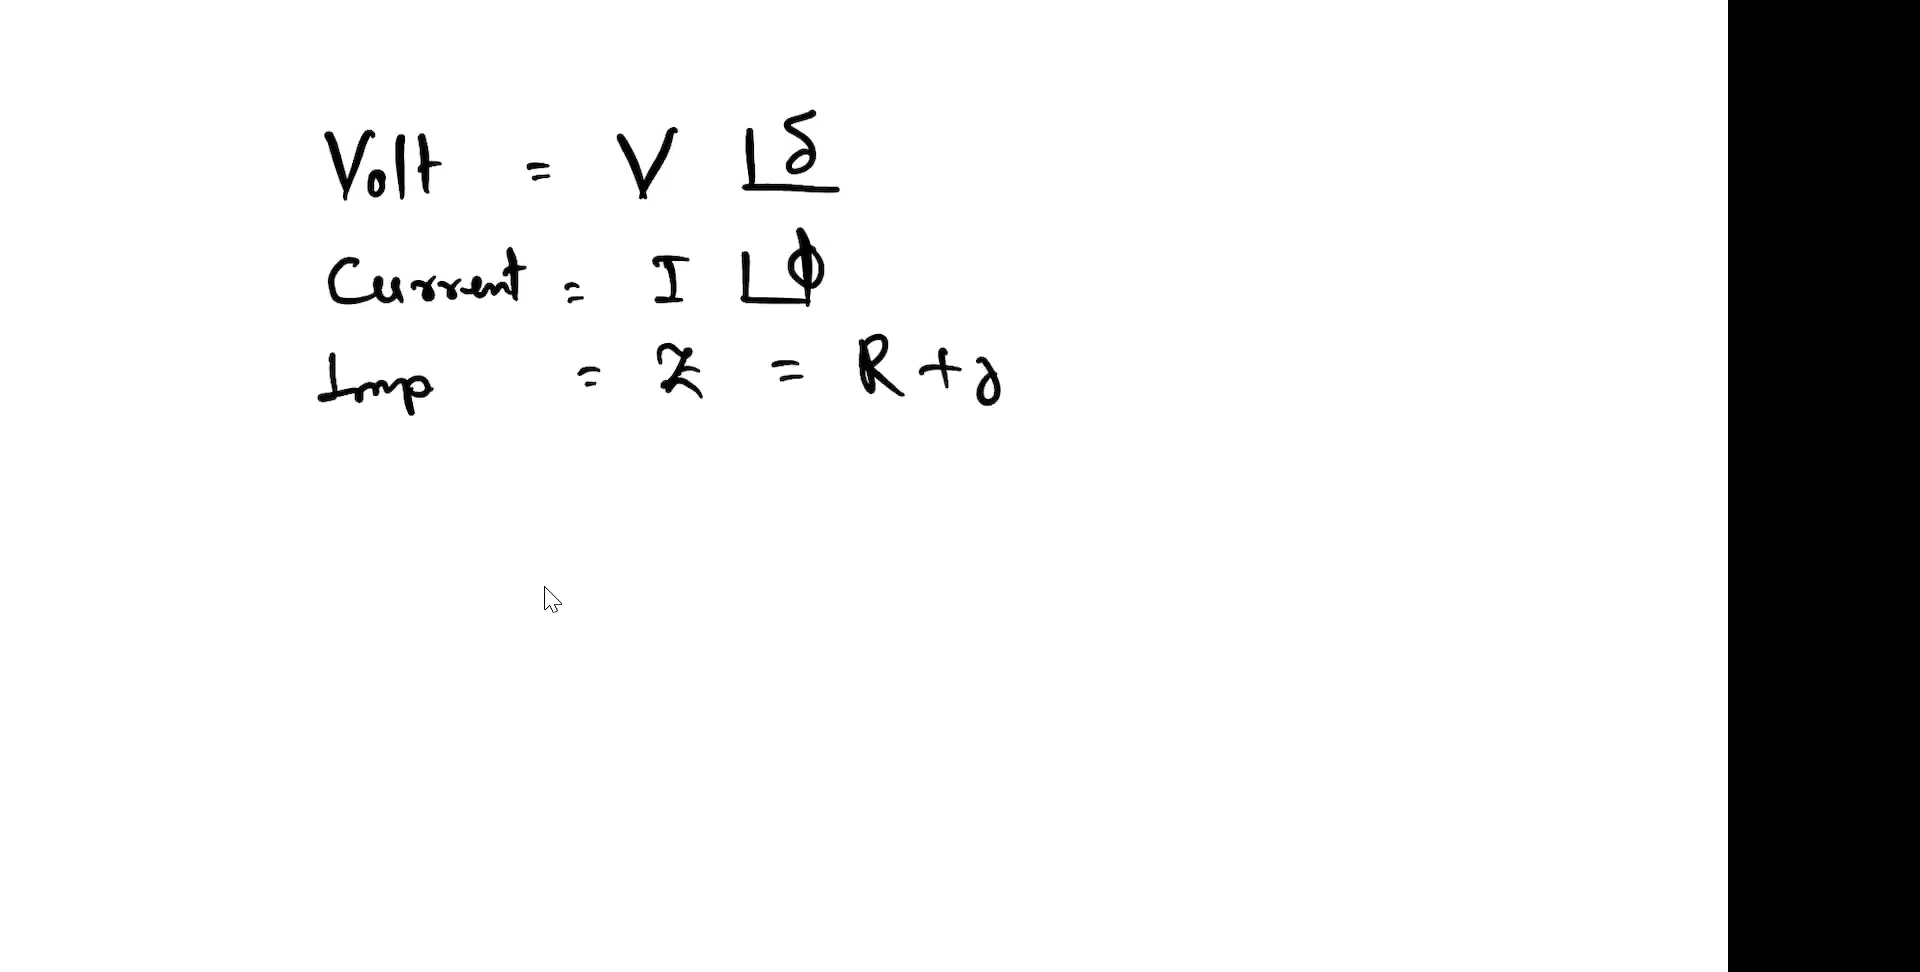 Volt = V ∠δ
Current = I ∠ϕ
Imp = Z = R + j